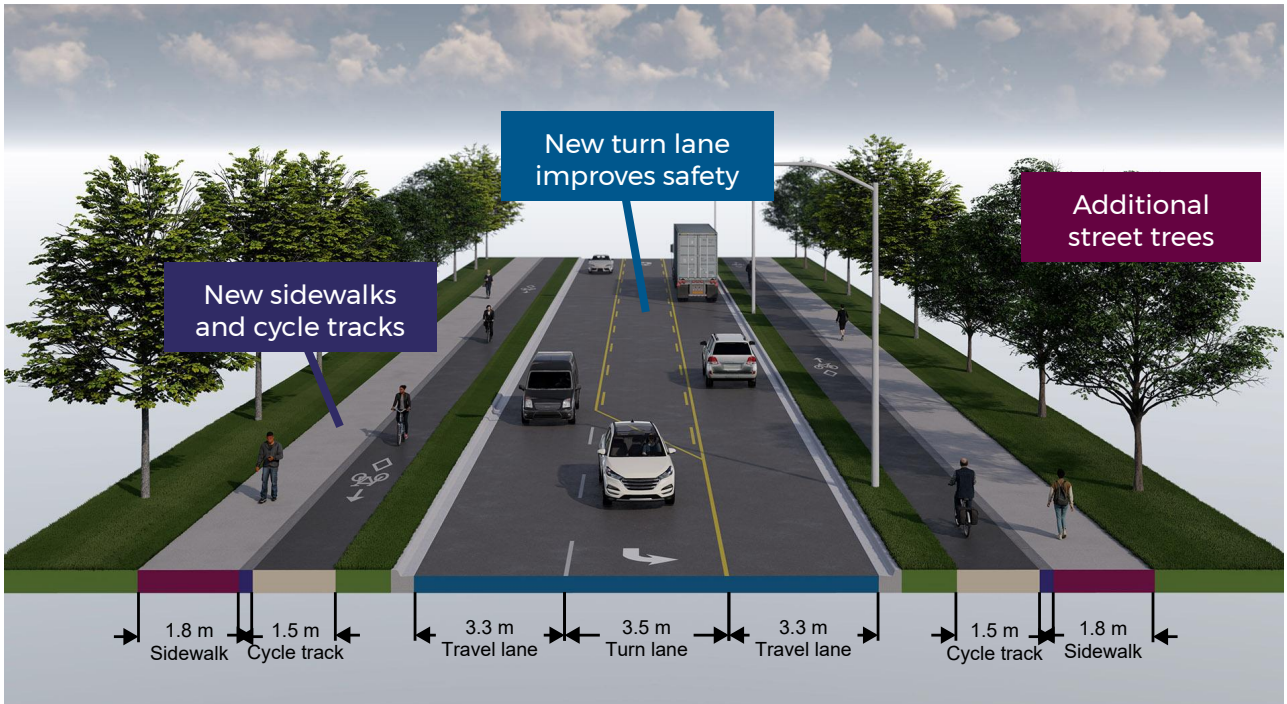 New turn lane
improves safety
Additional
street trees
New sidewalks
and cycle tracks
1.8 m
Sidewalk
1.5 m
Cycle track
3.3 m
Travel lane
3.5 m
Turn lane
3.3 m
Travel lane
1.5 m
Cycle track
1.8 m
Sidewalk